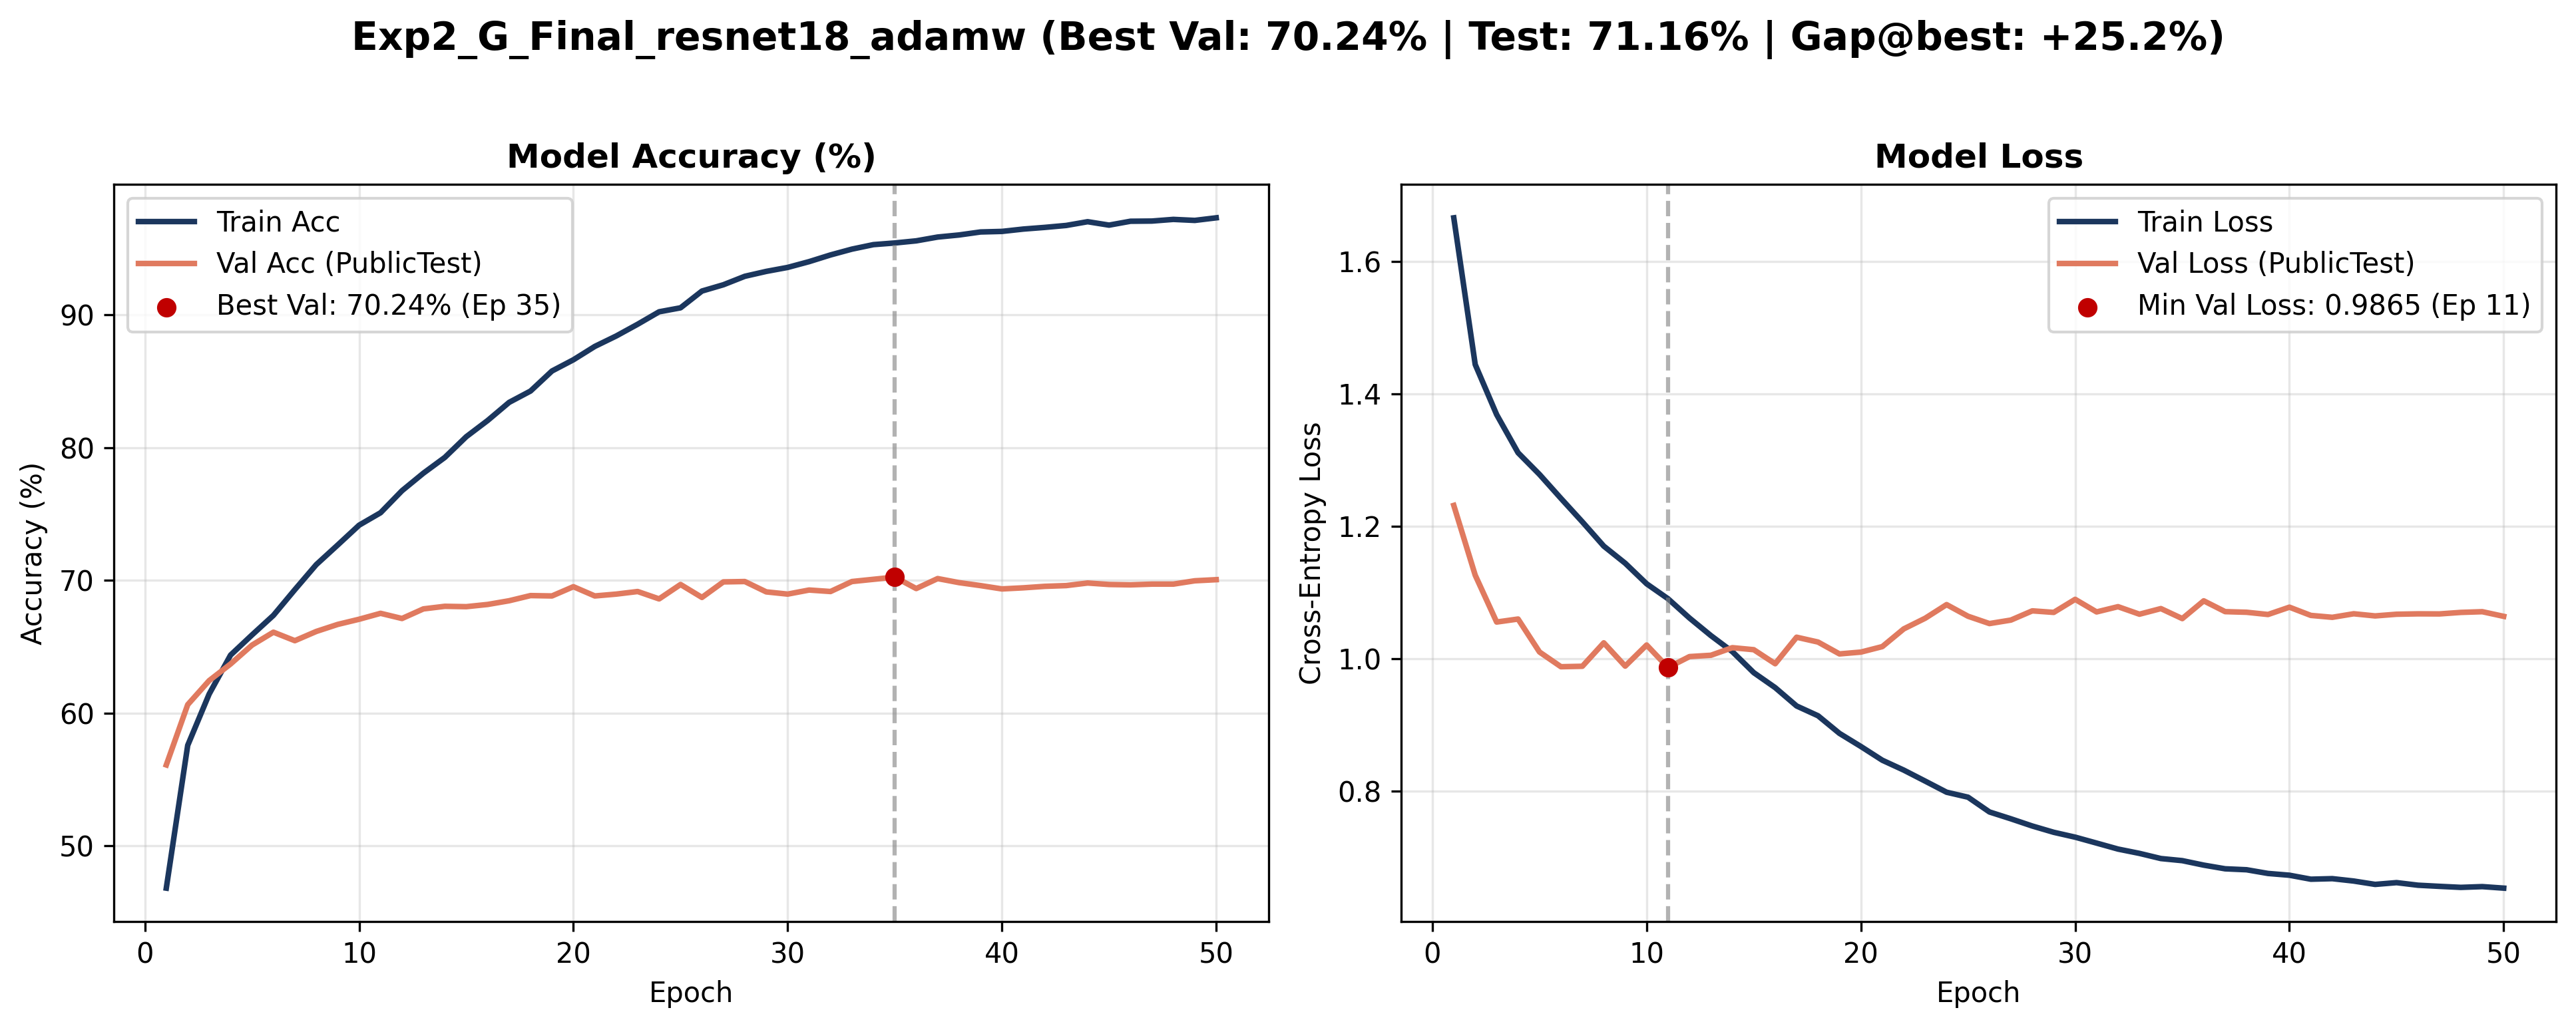 Exp2_G_Final_resnet18_adamw (Best Val: 70.24% | Test: 71.16% | Gap@best: +25.2%)
Model Accuracy (%)
Train Acc
Val Acc (PublicTest)
Best Val: 70.24% (Ep 35)
Accuracy (%)
90
80
70
60
50
0 10 20 30 40 50
Epoch
Model Loss
Train Loss
Val Loss (PublicTest)
Min Val Loss: 0.9865 (Ep 11)
Cross-Entropy Loss
1.6
1.4
1.2
1.0
0.8
0 10 20 30 40 50
Epoch